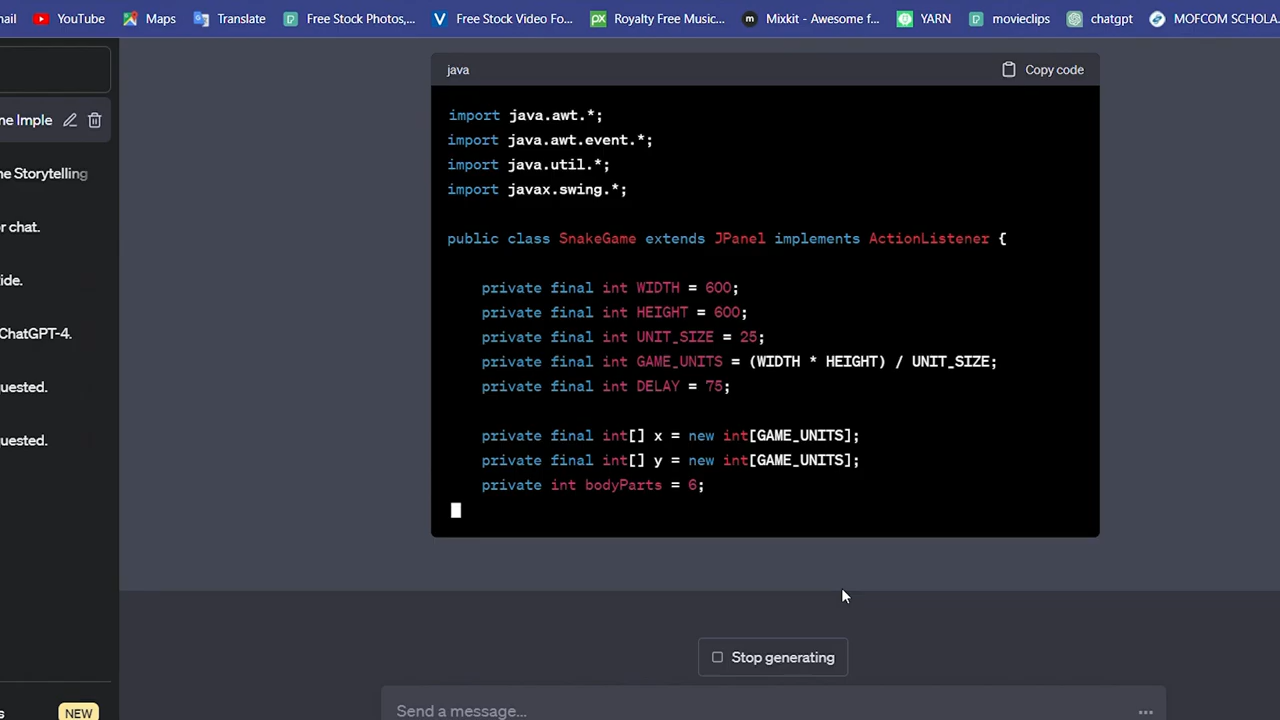 ail YouTube Maps Translate Free Stock Photos,... Free Stock Video Fo... Royalty Free Music... Mixkit - Awesome f... YARN movieclips chatgpt MOFCOM SCHOLA
java Copy code
ne Imple
ne Storytelling
r chat.
ide.
ChatGPT-4.
quested.
quested.
s NEW
import java.awt.*;
import java.awt.event.*;
import java.util.*;
import javax.swing.*;
public class SnakeGame extends JPanel implements ActionListener {
private final int WIDTH = 600;
private final int HEIGHT = 600;
private final int UNIT_SIZE = 25;
private final int GAME_UNITS = (WIDTH * HEIGHT) / UNIT_SIZE;
private final int DELAY = 75;
private final int[] x = new int[GAME_UNITS];
private final int[] y = new int[GAME_UNITS];
private int bodyParts = 6;
Stop generating
Send a message...